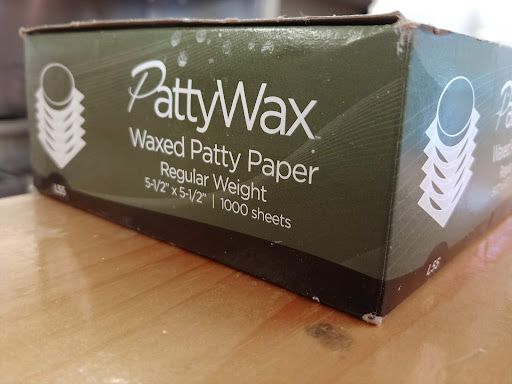 PattyWax
Waxed Patty Paper
Regular Weight
5-1/2" x 5-1/2" | 1000 sheets